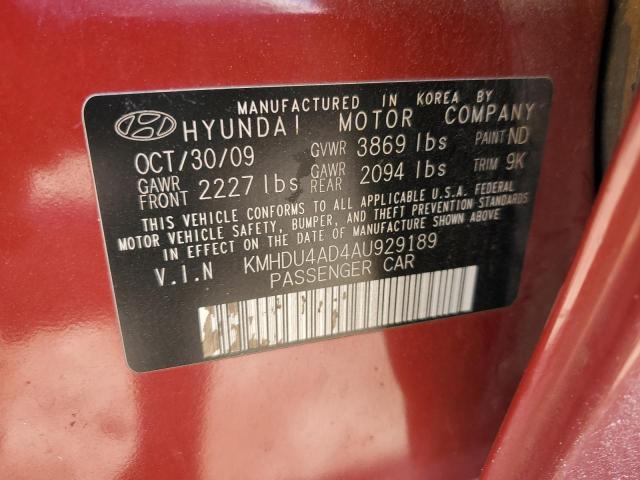 MANUFACTURED IN KOREA BY
HYUNDAI MOTOR COMPANY
OCT/30/09 GVWR 3869 lbs PAINT ND
GAWR FRONT 2227 lbs GAWR REAR 2094 lbs TRIM 9K
THIS VEHICLE CONFORMS TO ALL APPLICABLE U.S.A. FEDERAL
MOTOR VEHICLE SAFETY, BUMPER, AND THEFT PREVENTION STANDARDS
IN EFFECT ON THE DATE OF MANUFACTURE SHOWN ABOVE
V.I.N KMHDU4AD4AU929189
PASSENGER CAR